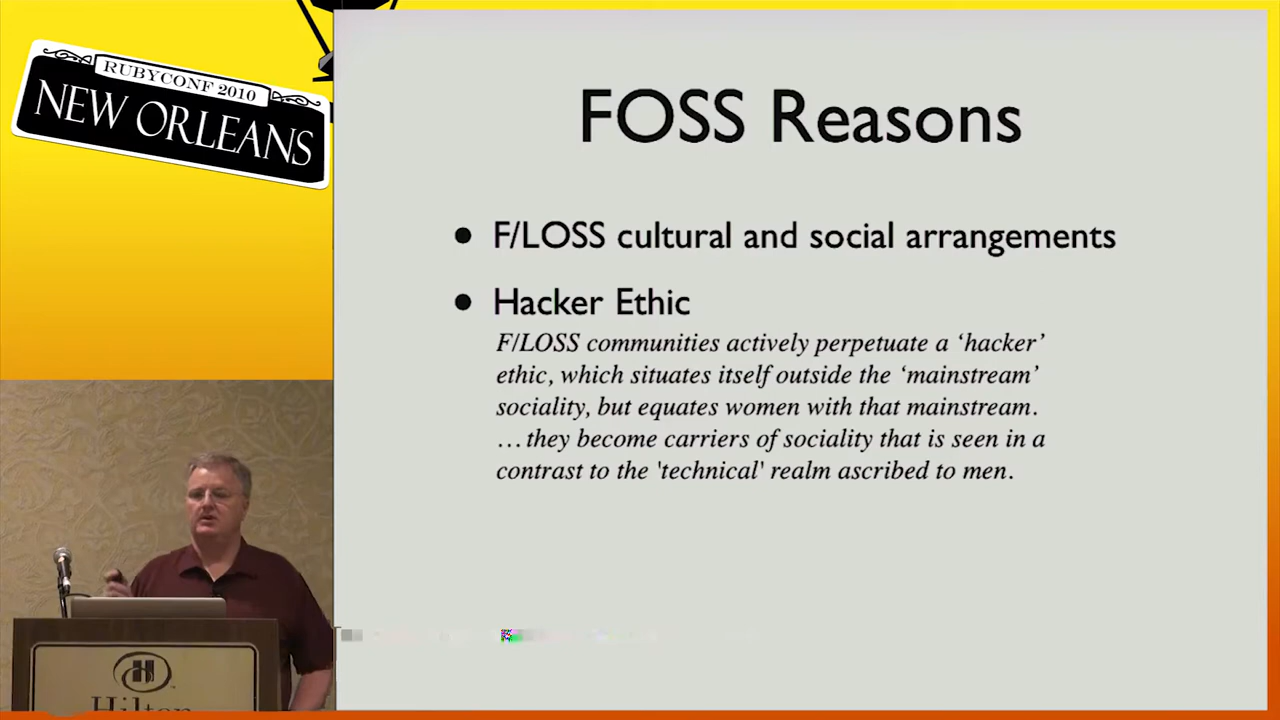 RUBYCONF 2010
NEW ORLEANS
FOSS Reasons
• F/LOSS cultural and social arrangements
• Hacker Ethic
F/LOSS communities actively perpetuate a ‘hacker’
ethic, which situates itself outside the ‘mainstream’
sociality, but equates women with that mainstream.
…they become carriers of sociality that is seen in a
contrast to the 'technical' realm ascribed to men.
H
Hilton